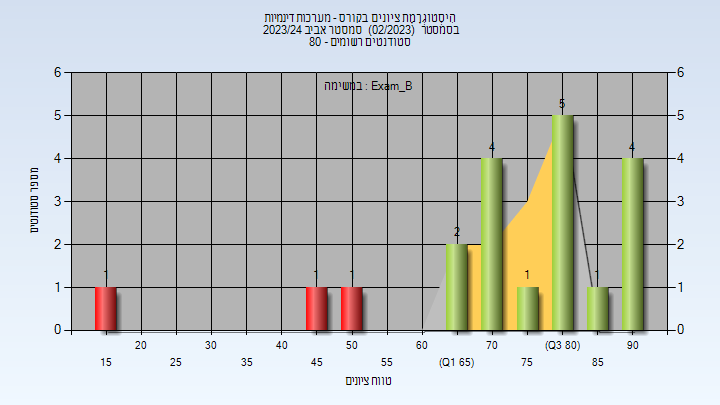 היסטוגרמת ציונים בקורס - מערכות דינמיות
בסמסטר (02/2023) סמסטר אביב 2023/24
סטודנטים רשומים - 80
במשימה : Exam_B
מספר סטודנטים
6 6
5 5
4 4
3 3
2 2
1 1
0 0
1 1 1 2 4 1 5 1 4
20 30 40 50 60 70 (Q3 80) 90
15 25 35 45 55 (Q1 65) 75 85
טווח ציונים